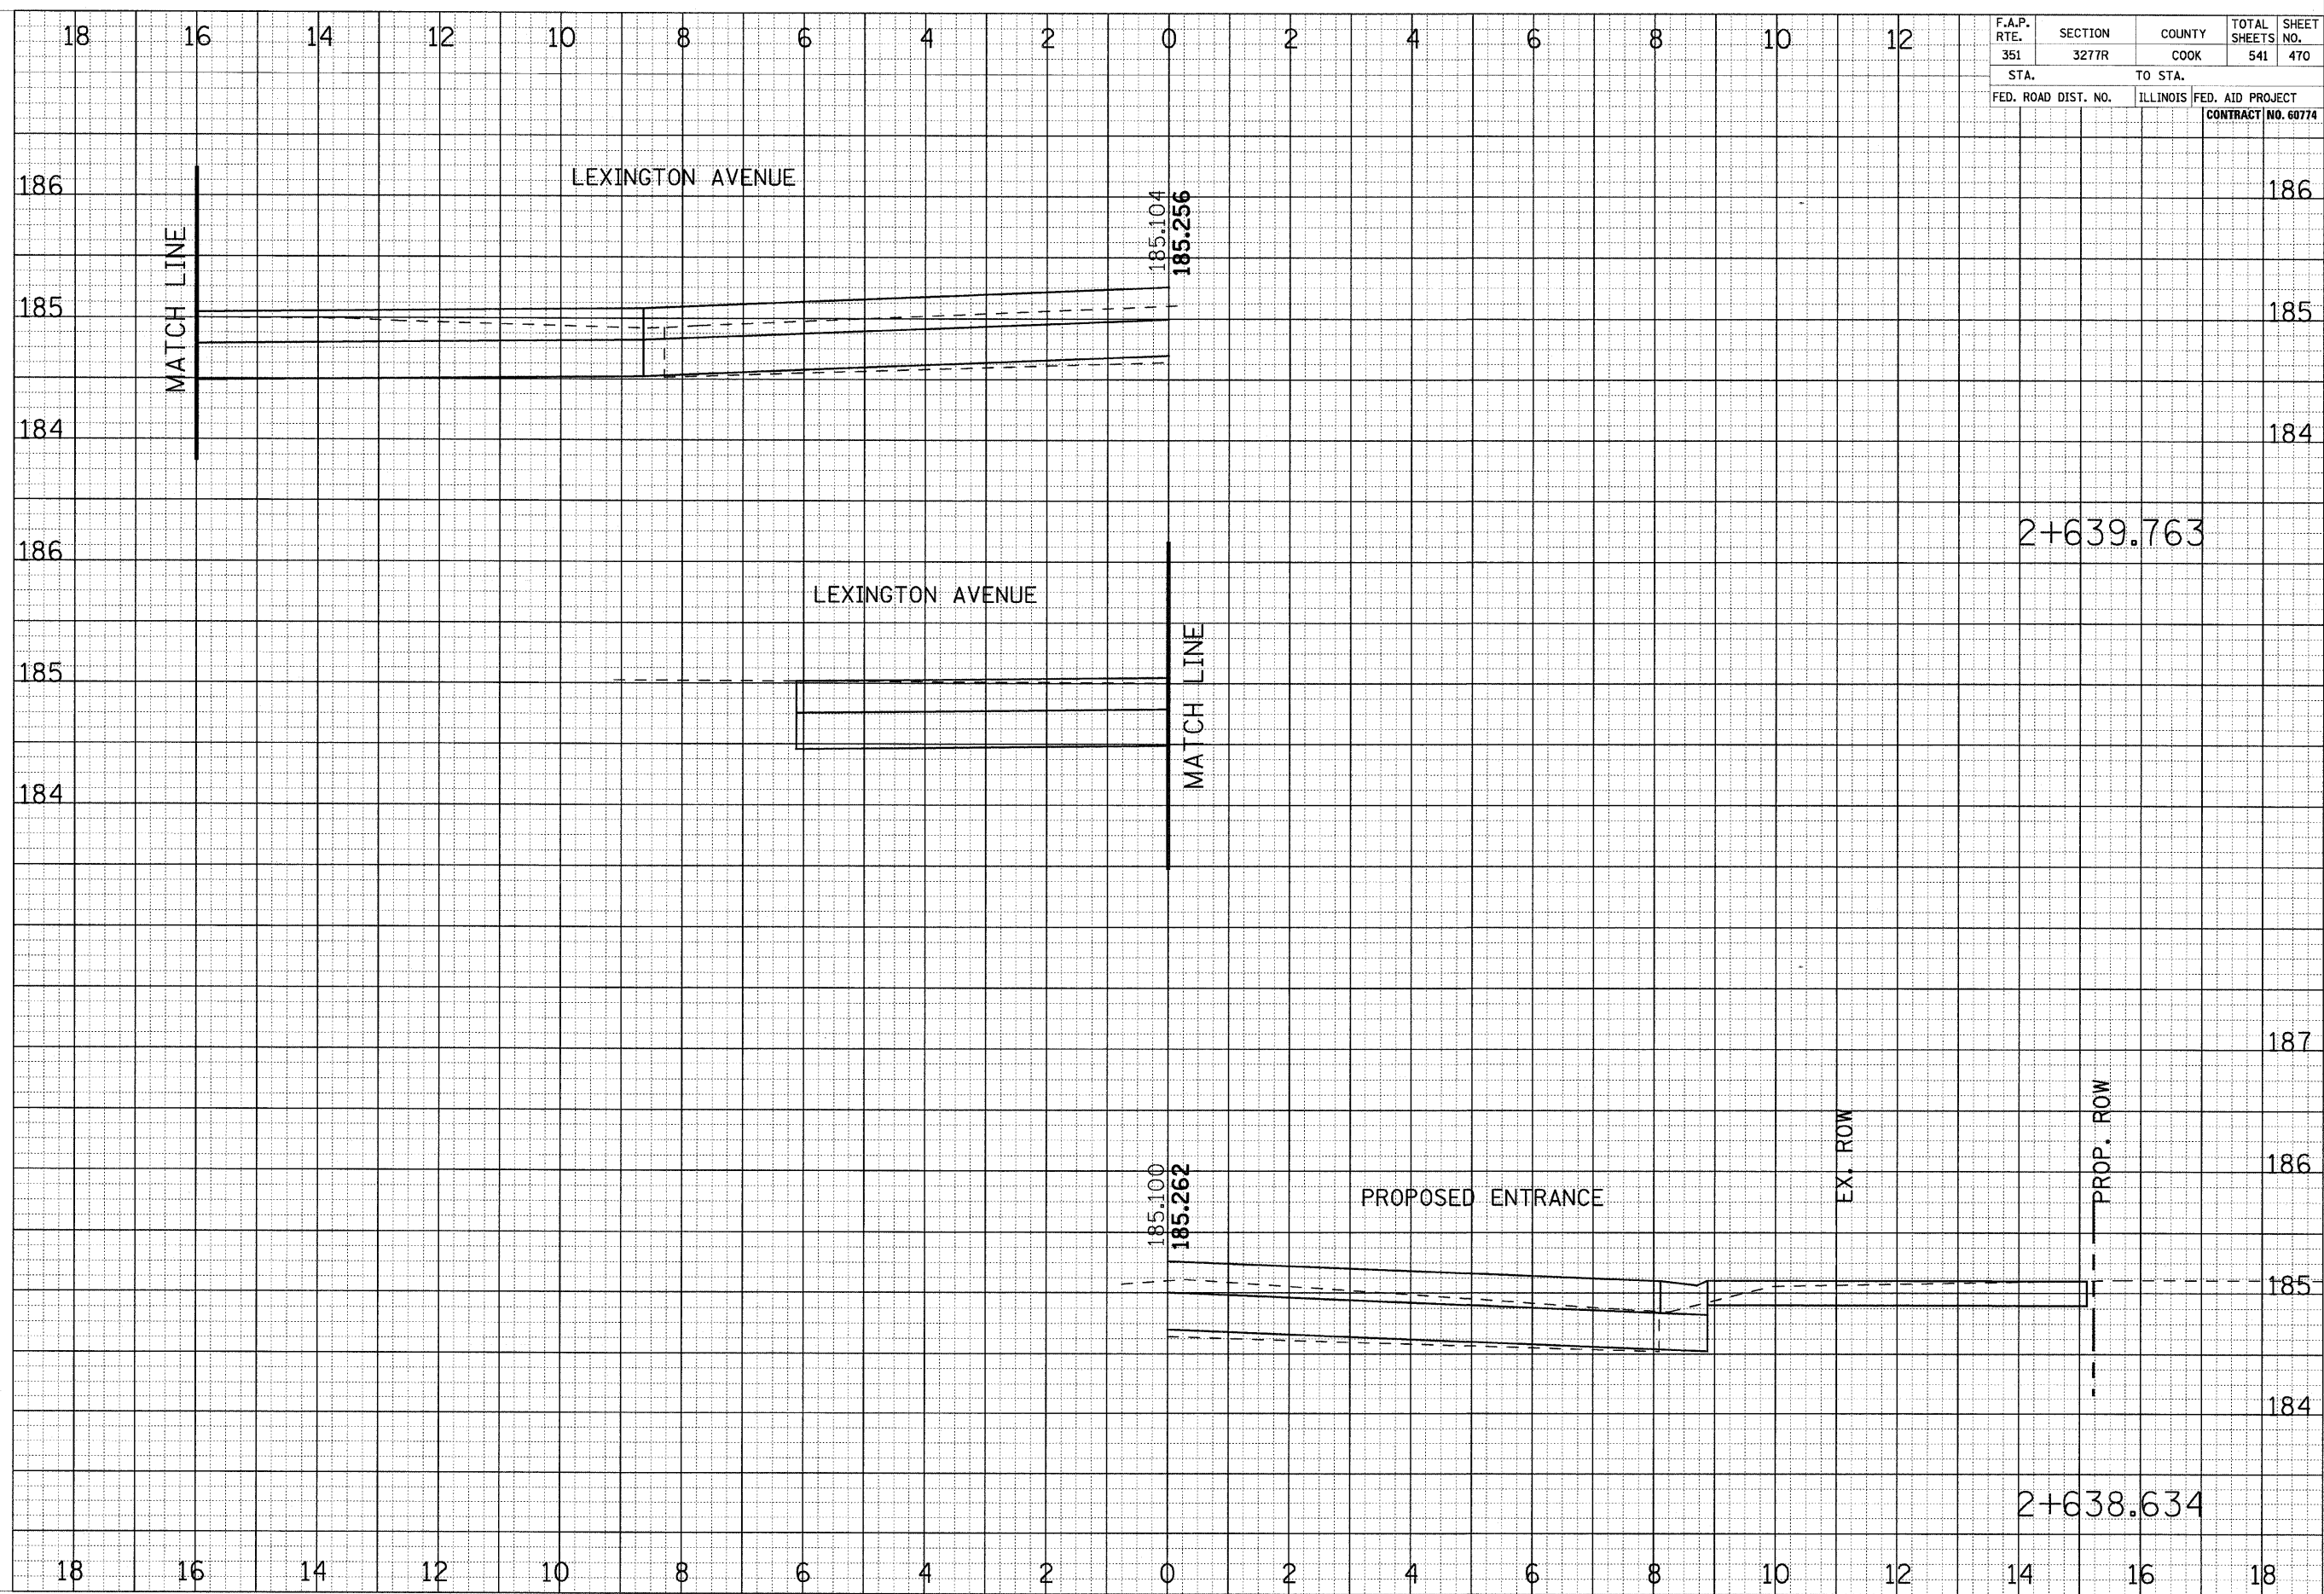 18 16 14 12 10 8 6 4 2 0 2 4 6 8 10 12
F.A.P. RTE. SECTION COUNTY TOTAL SHEETS SHEET NO.
351 3277R COOK 541 470
STA. TO STA.
FED. ROAD DIST. NO. ILLINOIS FED. AID PROJECT
CONTRACT NO. 60774
LEXINGTON AVENUE
186 186
185.104
185.256
MATCH LINE
185 185
184 184
2+639.763
186
LEXINGTON AVENUE
MATCH LINE
185
184
187
EX. ROW
PROP. ROW
186
185.100
185.262
PROPOSED ENTRANCE
185
184
2+638.634
18 16 14 12 10 8 6 4 2 0 2 4 6 8 10 12 14 16 18